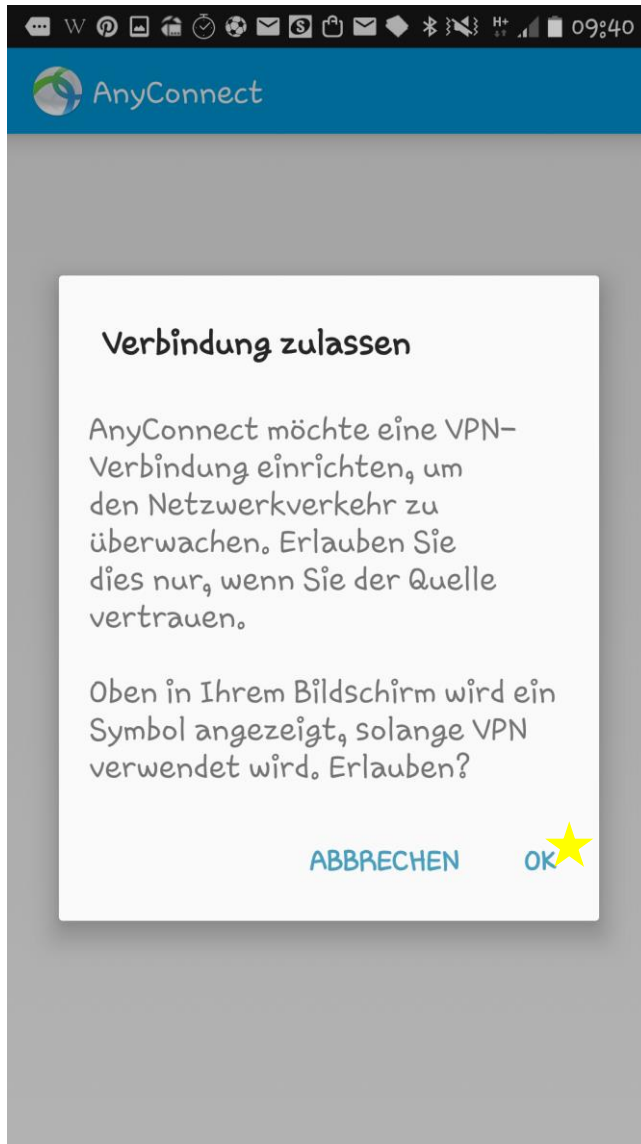 H+ 09:40
AnyConnect
Verbindung zulassen
AnyConnect möchte eine VPN-
Verbindung einrichten, um
den Netzwerkverkehr zu
überwachen. Erlauben Sie
dies nur, wenn Sie der Quelle
vertrauen.
Oben in Ihrem Bildschirm wird ein
Symbol angezeigt, solange VPN
verwendet wird. Erlauben?
ABBRECHEN OK